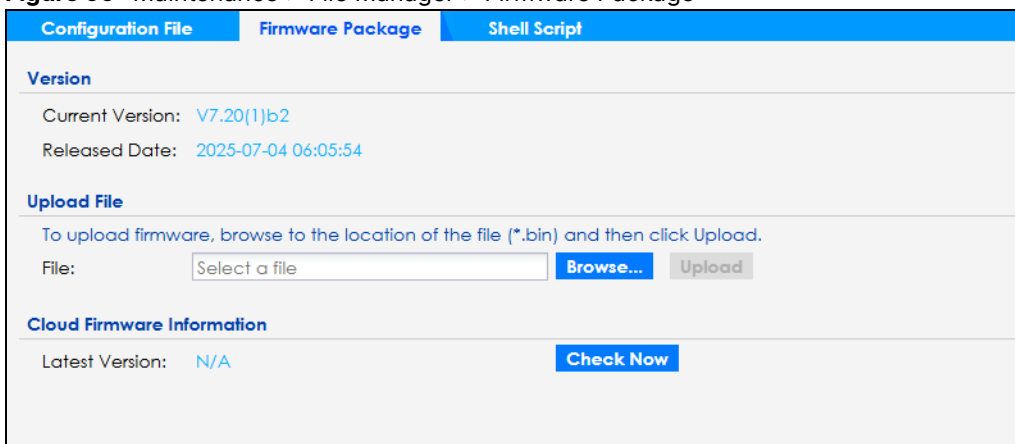 Configuration File Firmware Package Shell Script
Version
Current Version: V7.20(1)b2
Released Date: 2025-07-04 06:05:54
Upload File
To upload firmware, browse to the location of the file (*.bin) and then click Upload.
File: Select a file Browse... Upload
Cloud Firmware Information
Latest Version: N/A Check Now